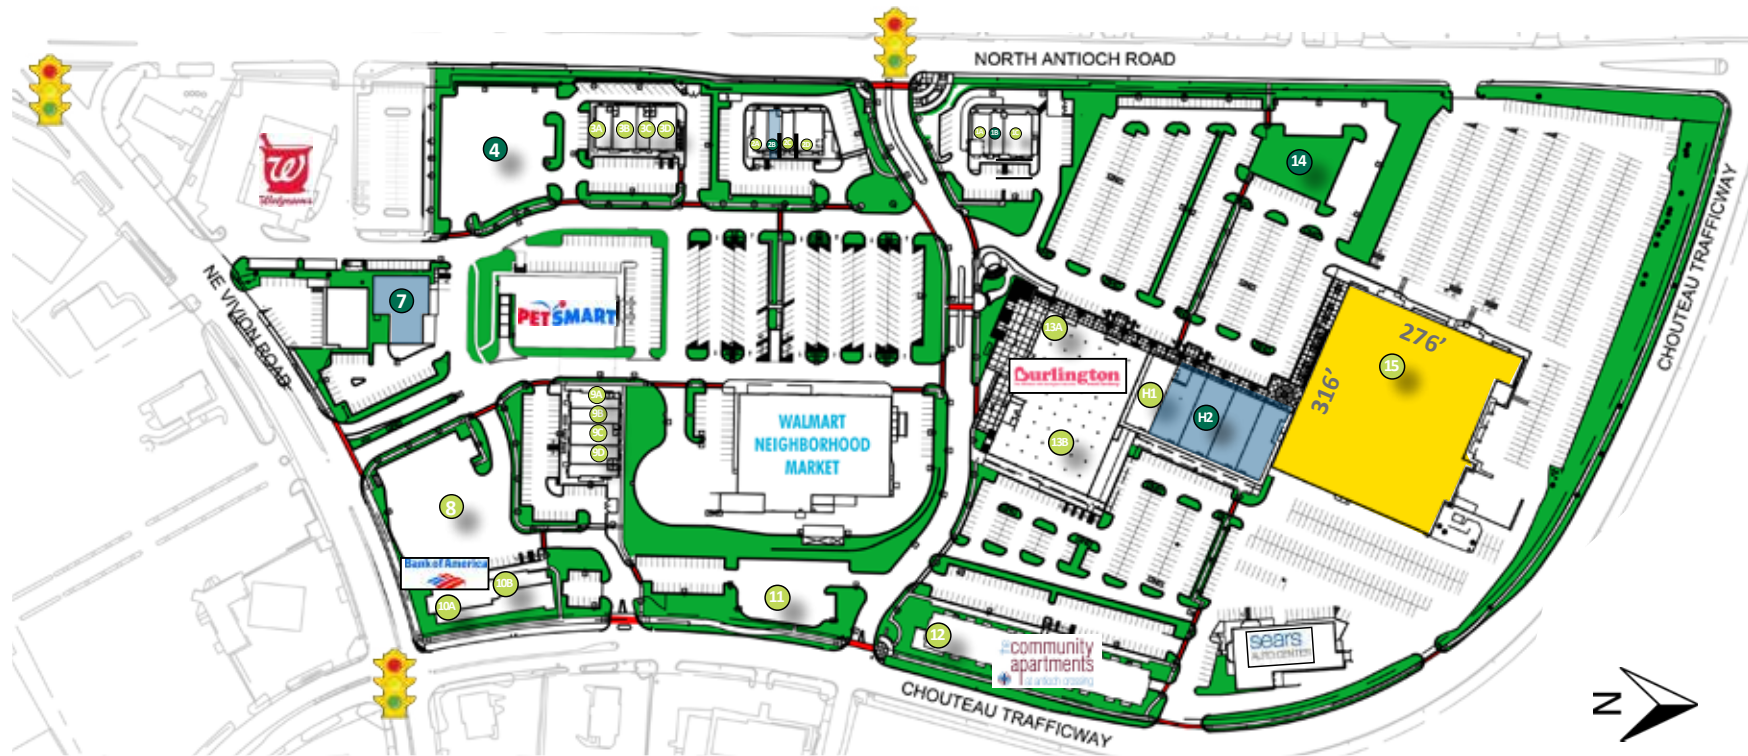 NORTH ANTIOCH ROAD
4
3A
3B
3C
3D
2B
1B
14
Walgreens
CHOUTEAU TRAFFICWAY
NE VIVION ROAD
7
PETSMART
13A
276’
15
316’
Burlington
H1
H2
9A
9B
9C
9D
WALMART
NEIGHBORHOOD
MARKET
13B
8
Bank of America
10B
10A
11
12
the
community
apartments
at antioch crossing
sears
AUTO CENTER
CHOUTEAU TRAFFICWAY
N